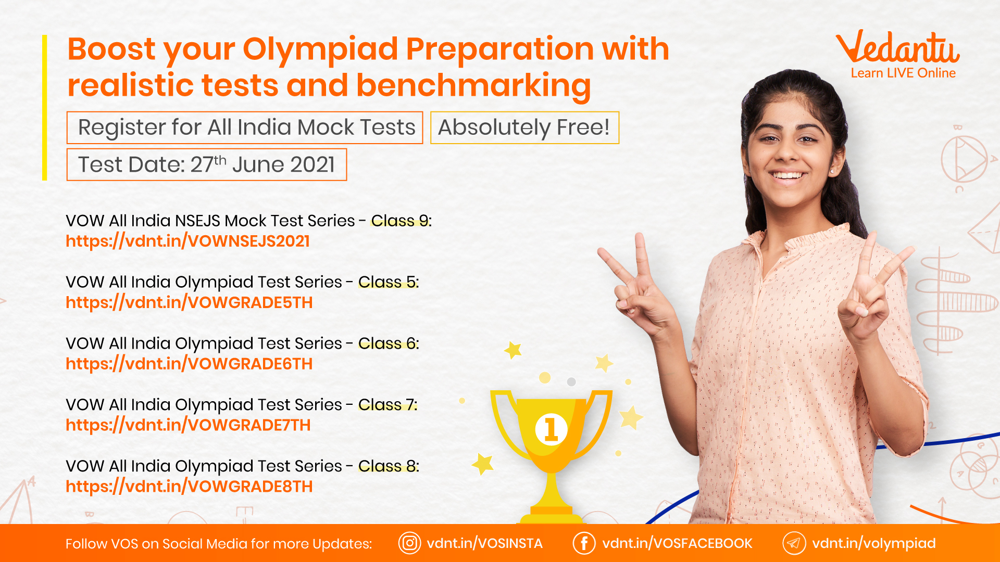 Boost your Olympiad Preparation with
realistic tests and benchmarking
Register for All India Mock Tests
Absolutely Free!
Test Date: 27th June 2021
Vedantu
Learn LIVE Online
VOW All India NSEJS Mock Test Series - Class 9:
https://vdnt.in/VOWNSEJS2021
VOW All India Olympiad Test Series - Class 5:
https://vdnt.in/VOWGRADE5TH
VOW All India Olympiad Test Series - Class 6:
https://vdnt.in/VOWGRADE6TH
VOW All India Olympiad Test Series - Class 7:
https://vdnt.in/VOWGRADE7TH
VOW All India Olympiad Test Series - Class 8:
https://vdnt.in/VOWGRADE8TH
1
B
A
C
A
B
E
2
B
A
C
Follow VOS on Social Media for more Updates:
vdnt.in/VOSINSTA
vdnt.in/VOSFACEBOOK
vdnt.in/volympiad